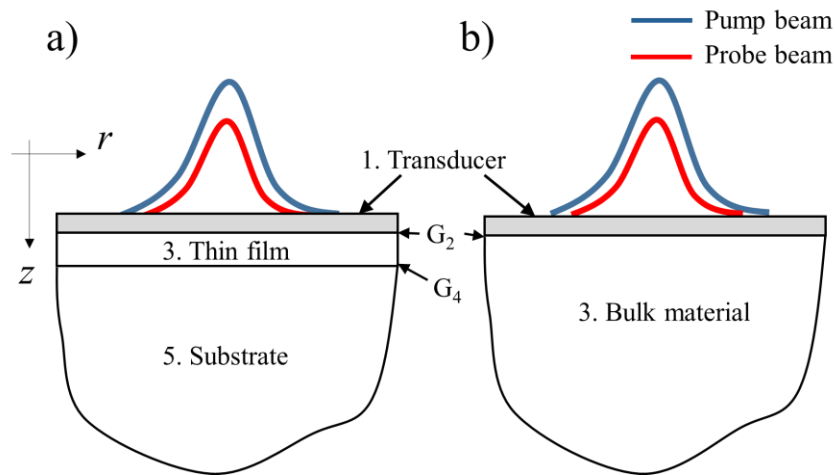 a)
b)
Pump beam
Probe beam
r
z
1. Transducer
G₂
3. Thin film
G₄
3. Bulk material
5. Substrate